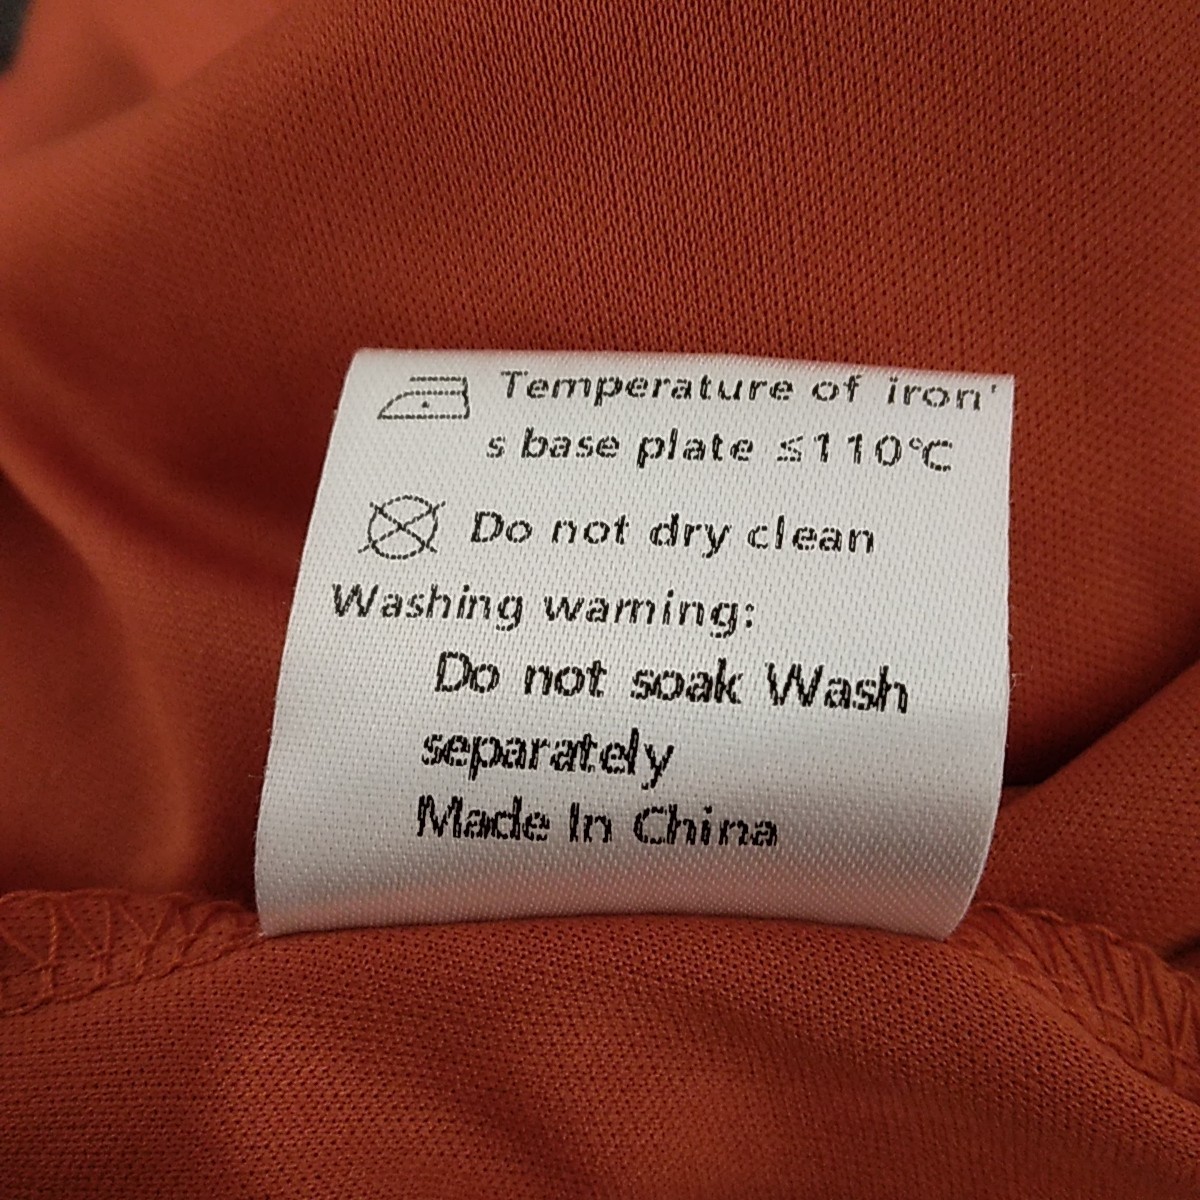 Temperature of iron'
s base plate ≤110℃
Do not dry clean
Washing warning:
Do not soak Wash
separately
Made In China